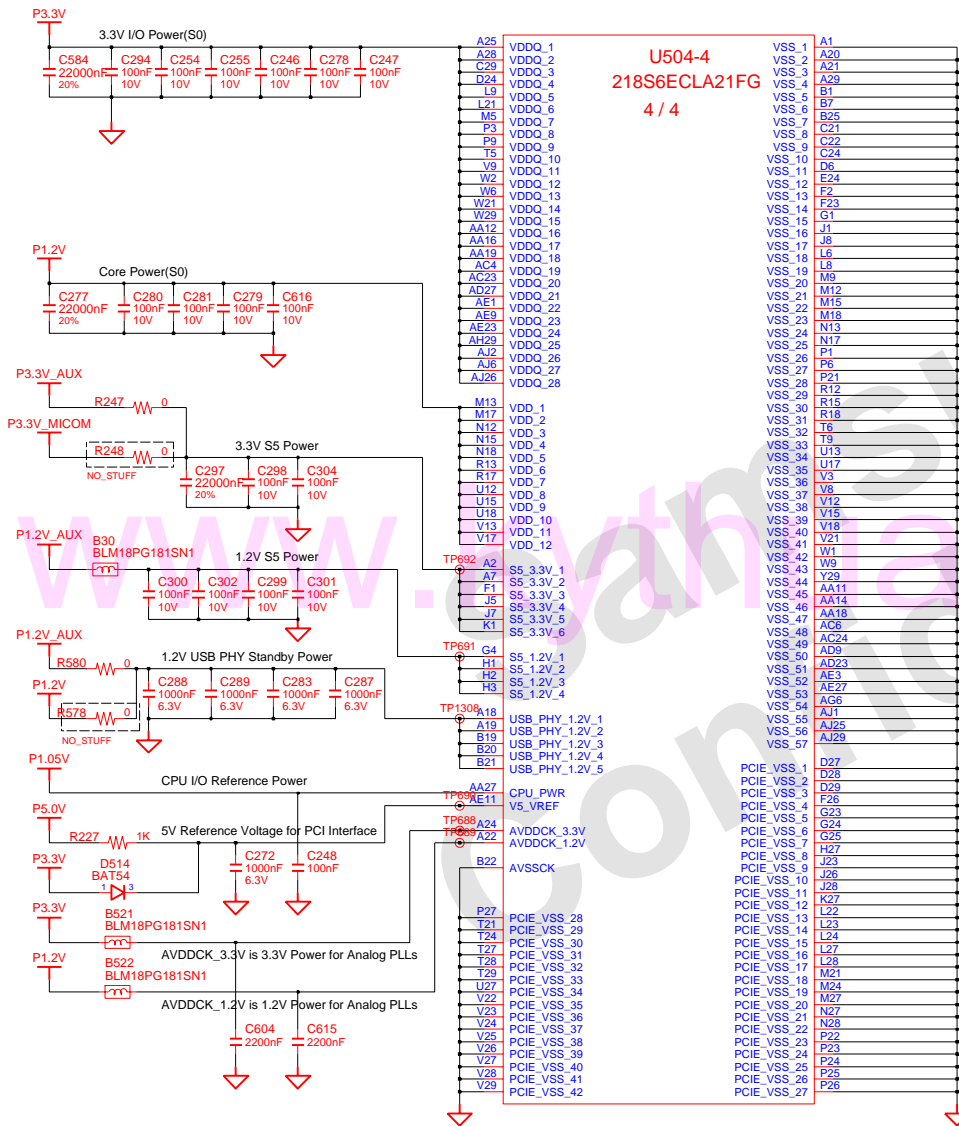 P3.3V
3.3V I/O Power(S0)
C584 22000nF 20%
C294 100nF 10V
C254 100nF 10V
C255 100nF 10V
C246 100nF 10V
C278 100nF 10V
C247 100nF 10V
P1.2V
Core Power(S0)
C277 22000nF 20%
C280 100nF 10V
C281 100nF 10V
C279 100nF 10V
C616 100nF 10V
P3.3V_AUX
R247 0
P3.3V_MICOM
R248 0
NO_STUFF
3.3V S5 Power
C297 22000nF 20%
C298 100nF 10V
C304 100nF 10V
P1.2V_AUX
B30
BLM18PG181SN1
1.2V S5 Power
C300 100nF 10V
C302 100nF 10V
C299 100nF 10V
C301 100nF 10V
P1.2V_AUX
R580 0
1.2V USB PHY Standby Power
P1.2V
R578 0
NO_STUFF
C288 1000nF 6.3V
C289 1000nF 6.3V
C283 1000nF 6.3V
C287 1000nF 6.3V
P1.05V
CPU I/O Reference Power
P5.0V
R227 1K
5V Reference Voltage for PCI Interface
P3.3V
D514
BAT54
1 3
C272 1000nF 6.3V
C248 100nF
P3.3V
B521
BLM18PG181SN1
AVDDCK_3.3V is 3.3V Power for Analog PLLs
P1.2V
B522
BLM18PG181SN1
AVDDCK_1.2V is 1.2V Power for Analog PLLs
C604 2200nF
C615 2200nF
TP692
TP691
TP1308
TP688
U504-4
218S6ECLA21FG
4 / 4
A25 VDDQ_1
A28 VDDQ_2
C29 VDDQ_3
D24 VDDQ_4
L9 VDDQ_5
L21 VDDQ_6
M5 VDDQ_7
P3 VDDQ_8
P9 VDDQ_9
T5 VDDQ_10
V9 VDDQ_11
W2 VDDQ_12
W6 VDDQ_13
W21 VDDQ_14
W29 VDDQ_15
AA12 VDDQ_16
AA16 VDDQ_17
AA19 VDDQ_18
AC4 VDDQ_19
AC23 VDDQ_20
AD27 VDDQ_21
AE1 VDDQ_22
AE9 VDDQ_23
AE23 VDDQ_24
AH29 VDDQ_25
AJ2 VDDQ_26
AJ6 VDDQ_27
AJ26 VDDQ_28
M13 VDD_1
M17 VDD_2
N12 VDD_3
N15 VDD_4
N18 VDD_5
R13 VDD_6
R17 VDD_7
U12 VDD_8
U15 VDD_9
U18 VDD_10
V13 VDD_11
V17 VDD_12
A2 S5_3.3V_1
A7 S5_3.3V_2
F1 S5_3.3V_3
J5 S5_3.3V_4
J7 S5_3.3V_5
K1 S5_3.3V_6
G4 S5_1.2V_1
H1 S5_1.2V_2
H2 S5_1.2V_3
H3 S5_1.2V_4
A18 USB_PHY_1.2V_1
A19 USB_PHY_1.2V_2
B19 USB_PHY_1.2V_3
B20 USB_PHY_1.2V_4
B21 USB_PHY_1.2V_5
AA27 CPU_PWR
AE11 V5_VREF
A24 AVDDCK_3.3V
A22 AVDDCK_1.2V
B22 AVSSCK
P27 PCIE_VSS_28
T21 PCIE_VSS_29
T24 PCIE_VSS_30
T27 PCIE_VSS_31
T28 PCIE_VSS_32
T29 PCIE_VSS_33
U27 PCIE_VSS_34
V22 PCIE_VSS_35
V23 PCIE_VSS_36
V24 PCIE_VSS_37
V25 PCIE_VSS_38
V26 PCIE_VSS_39
V27 PCIE_VSS_40
V28 PCIE_VSS_41
V29 PCIE_VSS_42
VSS_1 A1
VSS_2 A20
VSS_3 A21
VSS_4 A29
VSS_5 B1
VSS_6 B7
VSS_7 B25
VSS_8 C21
VSS_9 C22
VSS_10 C24
VSS_11 D6
VSS_12 E24
VSS_13 F2
VSS_14 F23
VSS_15 G1
VSS_16 J1
VSS_17 J8
VSS_18 L6
VSS_19 L8
VSS_20 M9
VSS_21 M12
VSS_22 M15
VSS_23 M18
VSS_24 N13
VSS_25 N17
VSS_26 P1
VSS_27 P6
VSS_28 P21
VSS_29 R12
VSS_30 R15
VSS_31 R18
VSS_32 T6
VSS_33 T9
VSS_34 U13
VSS_35 U17
VSS_36 V3
VSS_37 V8
VSS_38 V12
VSS_39 V15
VSS_40 V18
VSS_41 V21
VSS_42 W1
VSS_43 W9
VSS_44 Y29
VSS_45 AA11
VSS_46 AA14
VSS_47 AA18
VSS_48 AC6
VSS_49 AC24
VSS_50 AD9
VSS_51 AD23
VSS_52 AE3
VSS_53 AE27
VSS_54 AG6
VSS_55 AJ1
VSS_56 AJ25
VSS_57 AJ29
PCIE_VSS_1 D27
PCIE_VSS_2 D28
PCIE_VSS_3 D29
PCIE_VSS_4 F26
PCIE_VSS_5 G23
PCIE_VSS_6 G24
PCIE_VSS_7 G25
PCIE_VSS_8 H27
PCIE_VSS_9 J23
PCIE_VSS_10 J26
PCIE_VSS_11 J28
PCIE_VSS_12 K27
PCIE_VSS_13 L22
PCIE_VSS_14 L23
PCIE_VSS_15 L24
PCIE_VSS_16 L27
PCIE_VSS_17 L28
PCIE_VSS_18 M21
PCIE_VSS_19 M24
PCIE_VSS_20 M27
PCIE_VSS_21 N27
PCIE_VSS_22 N28
PCIE_VSS_23 P22
PCIE_VSS_24 P23
PCIE_VSS_25 P24
PCIE_VSS_26 P25
PCIE_VSS_27 P26